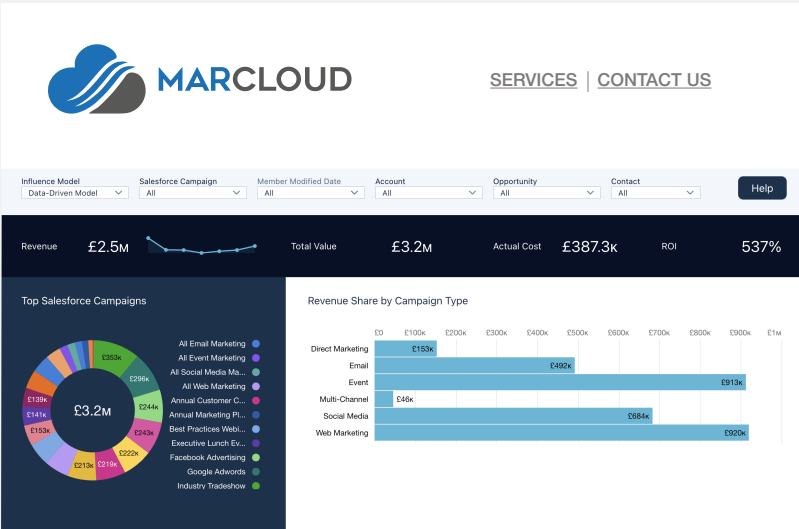 MARCLOUD
SERVICES | CONTACT US
Influence Model Salesforce Campaign Member Modified Date Account Opportunity Contact
Data-Driven Model All All All All All
Help
Revenue £2.5M Total Value £3.2M Actual Cost £387.3K ROI 537%
Top Salesforce Campaigns
£353K
£296K
£244K
£243K
£222K
£219K
£213K
£153K
£141K
£139K
£3.2M
All Email Marketing
All Event Marketing
All Social Media Ma...
All Web Marketing
Annual Customer C...
Annual Marketing Pl...
Best Practices Webi...
Executive Lunch Ev...
Facebook Advertising
Google Adwords
Industry Tradeshow
Revenue Share by Campaign Type
£0 £100K £200K £300K £400K £500K £600K £700K £800K £900K £1M
Direct Marketing £153K
Email £492K
Event £913K
Multi-Channel £46K
Social Media £684K
Web Marketing £920K